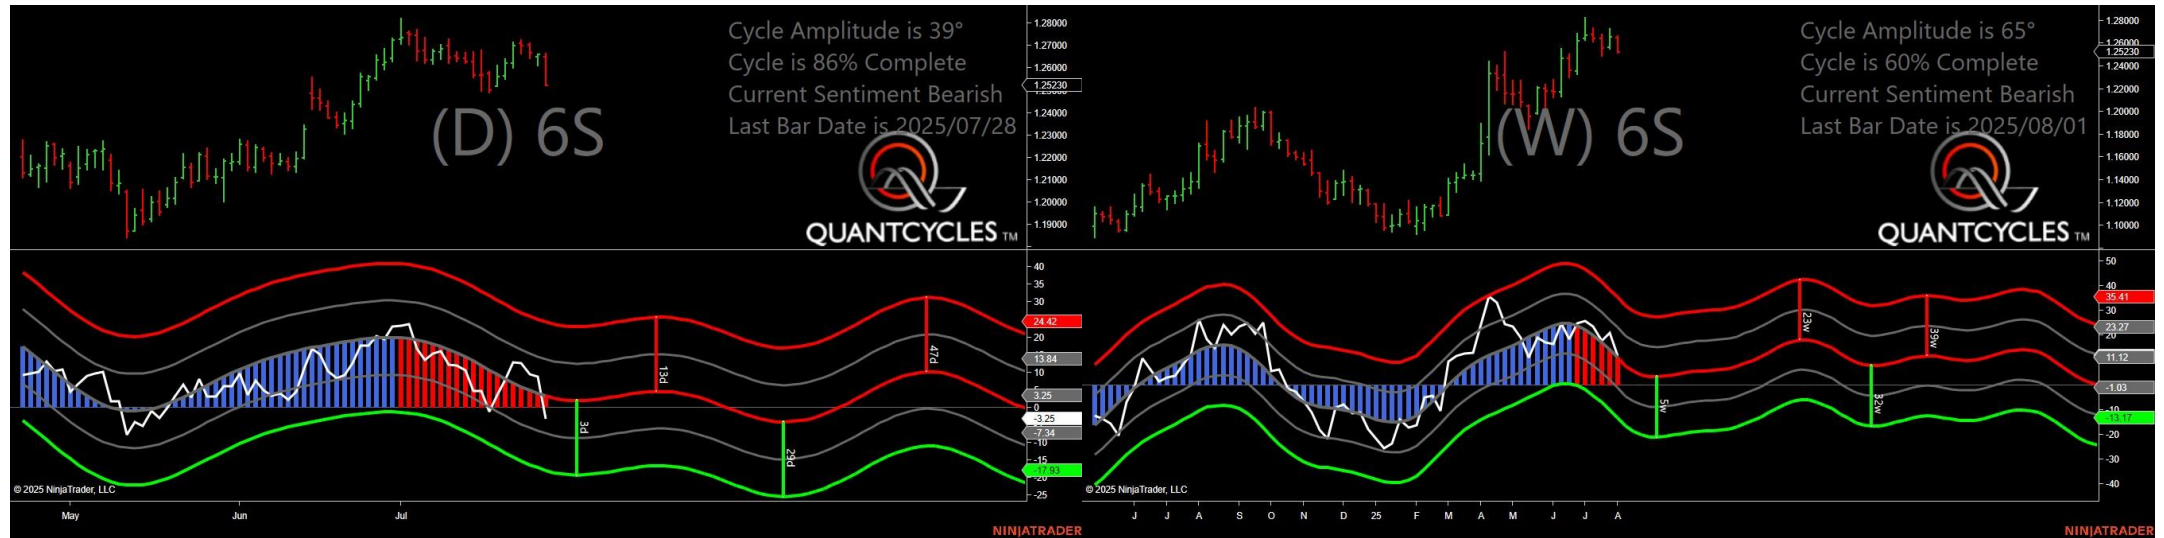 Cycle Amplitude is 39°
Cycle is 86% Complete
Current Sentiment Bearish
Last Bar Date is 2025/07/28
(D) 6S
QUANTCYCLES TM
1.28000
1.27000
1.26000
1.25230
1.24000
1.23000
1.22000
1.21000
1.20000
1.19000
40
35
30
24.42
20
13.84
10
3.25
0
-3.25
-7.34
-10
-15
-17.93
-20
-25
13d
47d
3d
29d
© 2025 NinjaTrader, LLC
May Jun Jul
NINJATRADER
Cycle Amplitude is 65°
Cycle is 60% Complete
Current Sentiment Bearish
Last Bar Date is 2025/08/01
(W) 6S
QUANTCYCLES TM
1.28000
1.26000
1.25230
1.24000
1.22000
1.20000
1.18000
1.16000
1.14000
1.12000
1.10000
50
40
35.41
30
23.27
20
11.12
-1.03
-10
-13.17
-20
-30
-40
23w
39w
5w
32w
© 2025 NinjaTrader, LLC
J J A S O N D 25 F M A M J J A
NINJATRADER